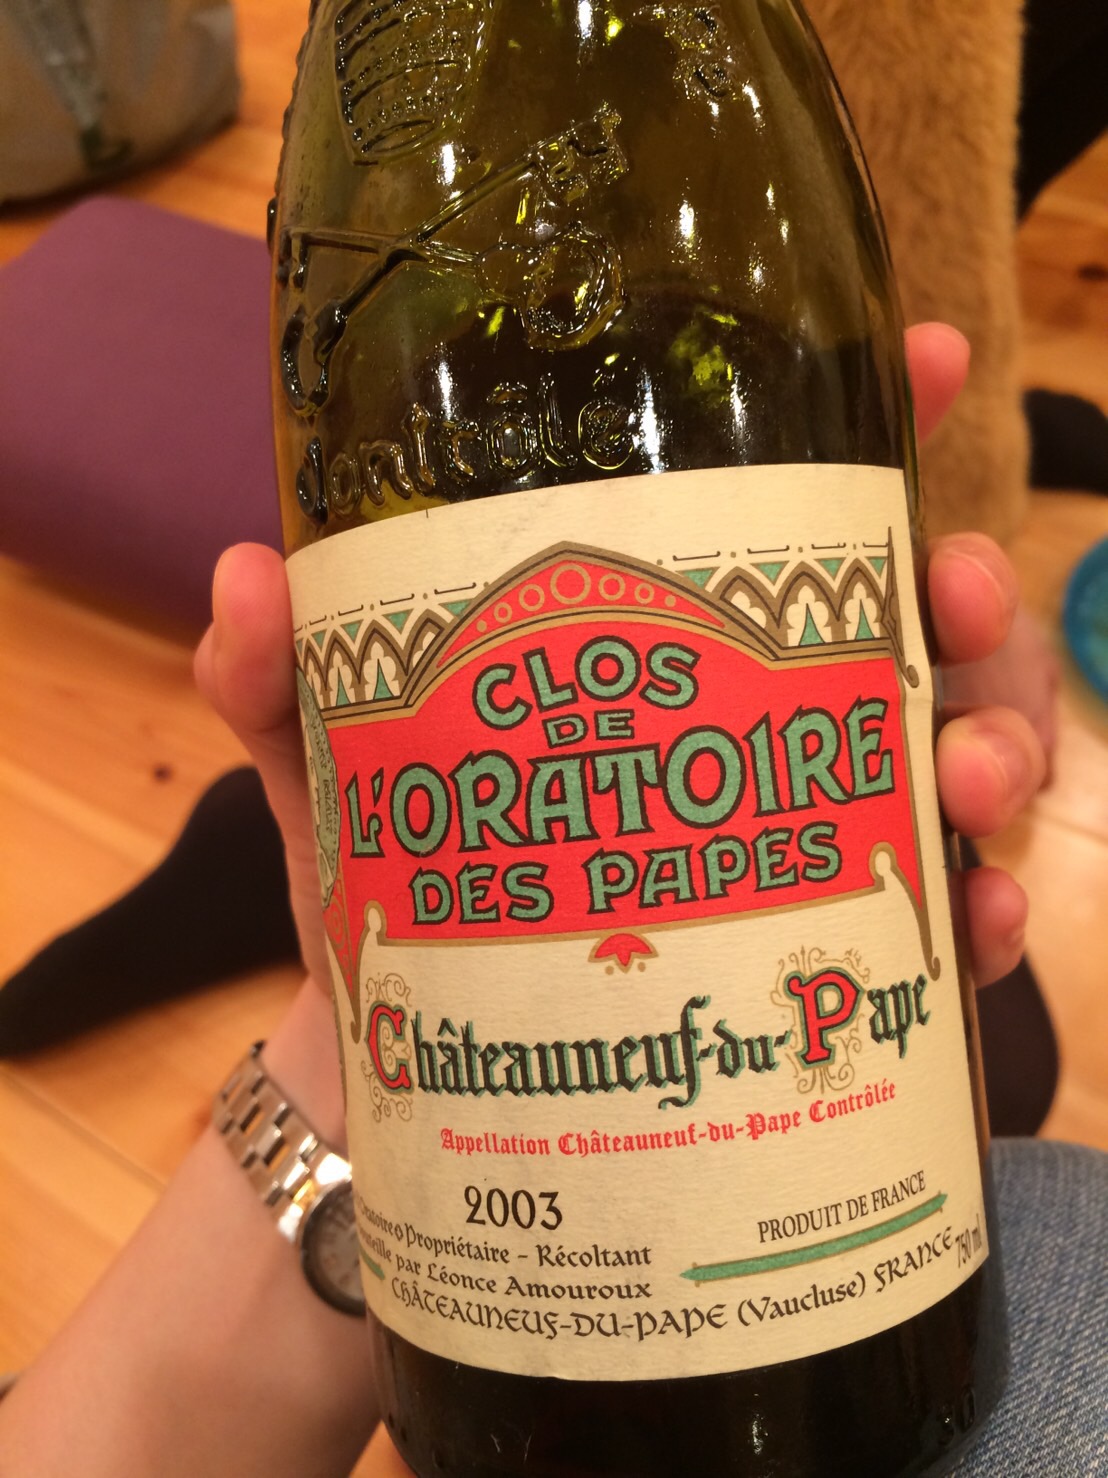 Contrôlé
CLOS
DE
L'ORATOIRE
DES PAPES
Châteauneuf-du-Pape
Appellation Châteauneuf-du-Pape Contrôlée
2003
Oratoire Propriétaire - Récoltant
par Léonce Amouroux
CHÂTEAUNEUF-DU-PAPE (Vaucluse) FRANCE
PRODUIT DE FRANCE
750 ml